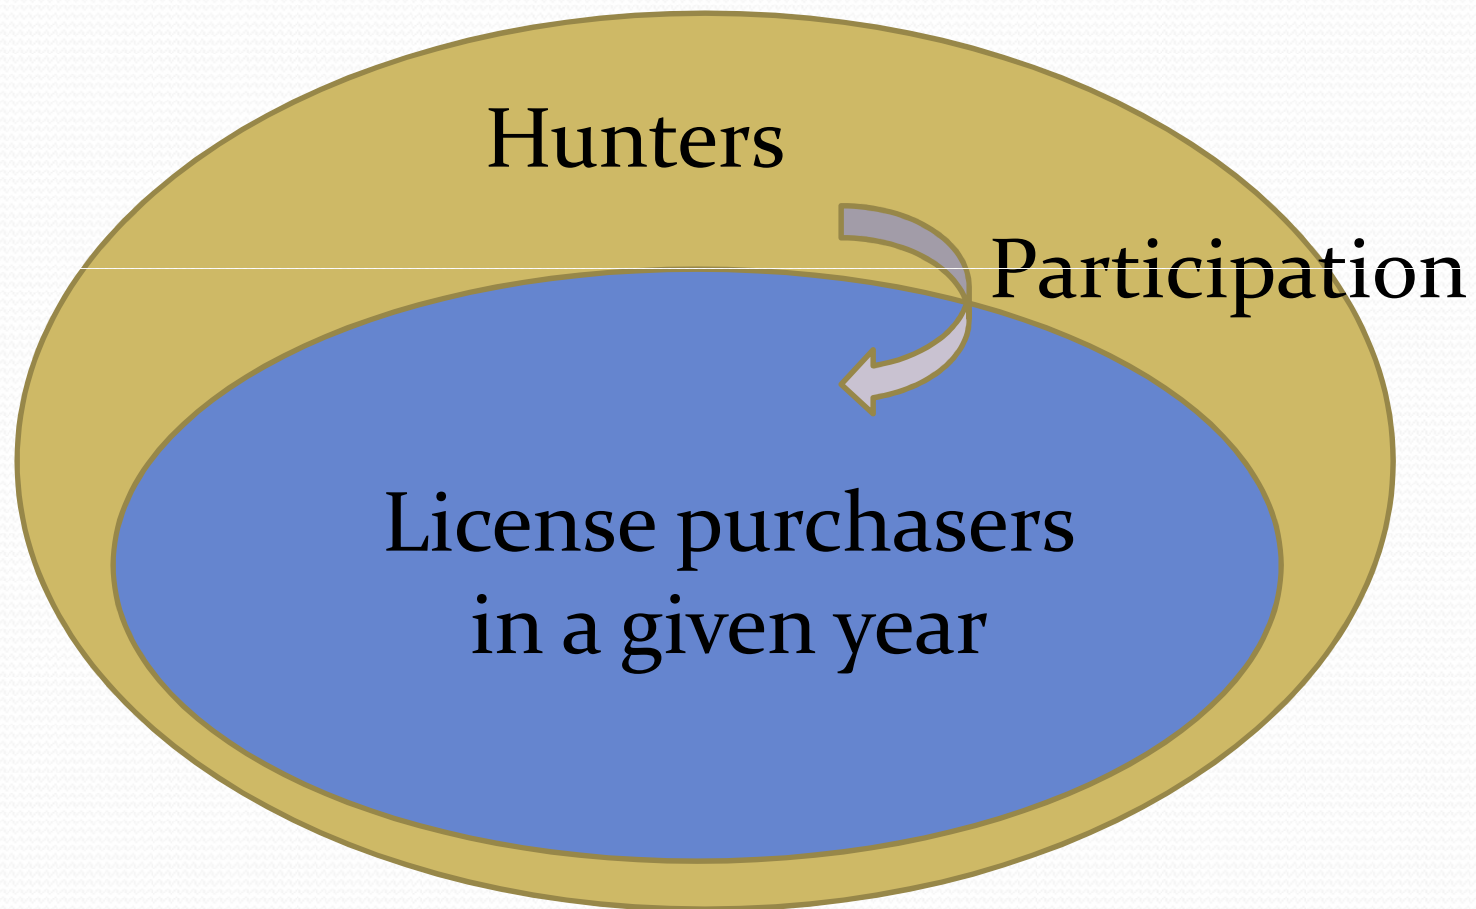 Hunters
Participation
License purchasers
in a given year